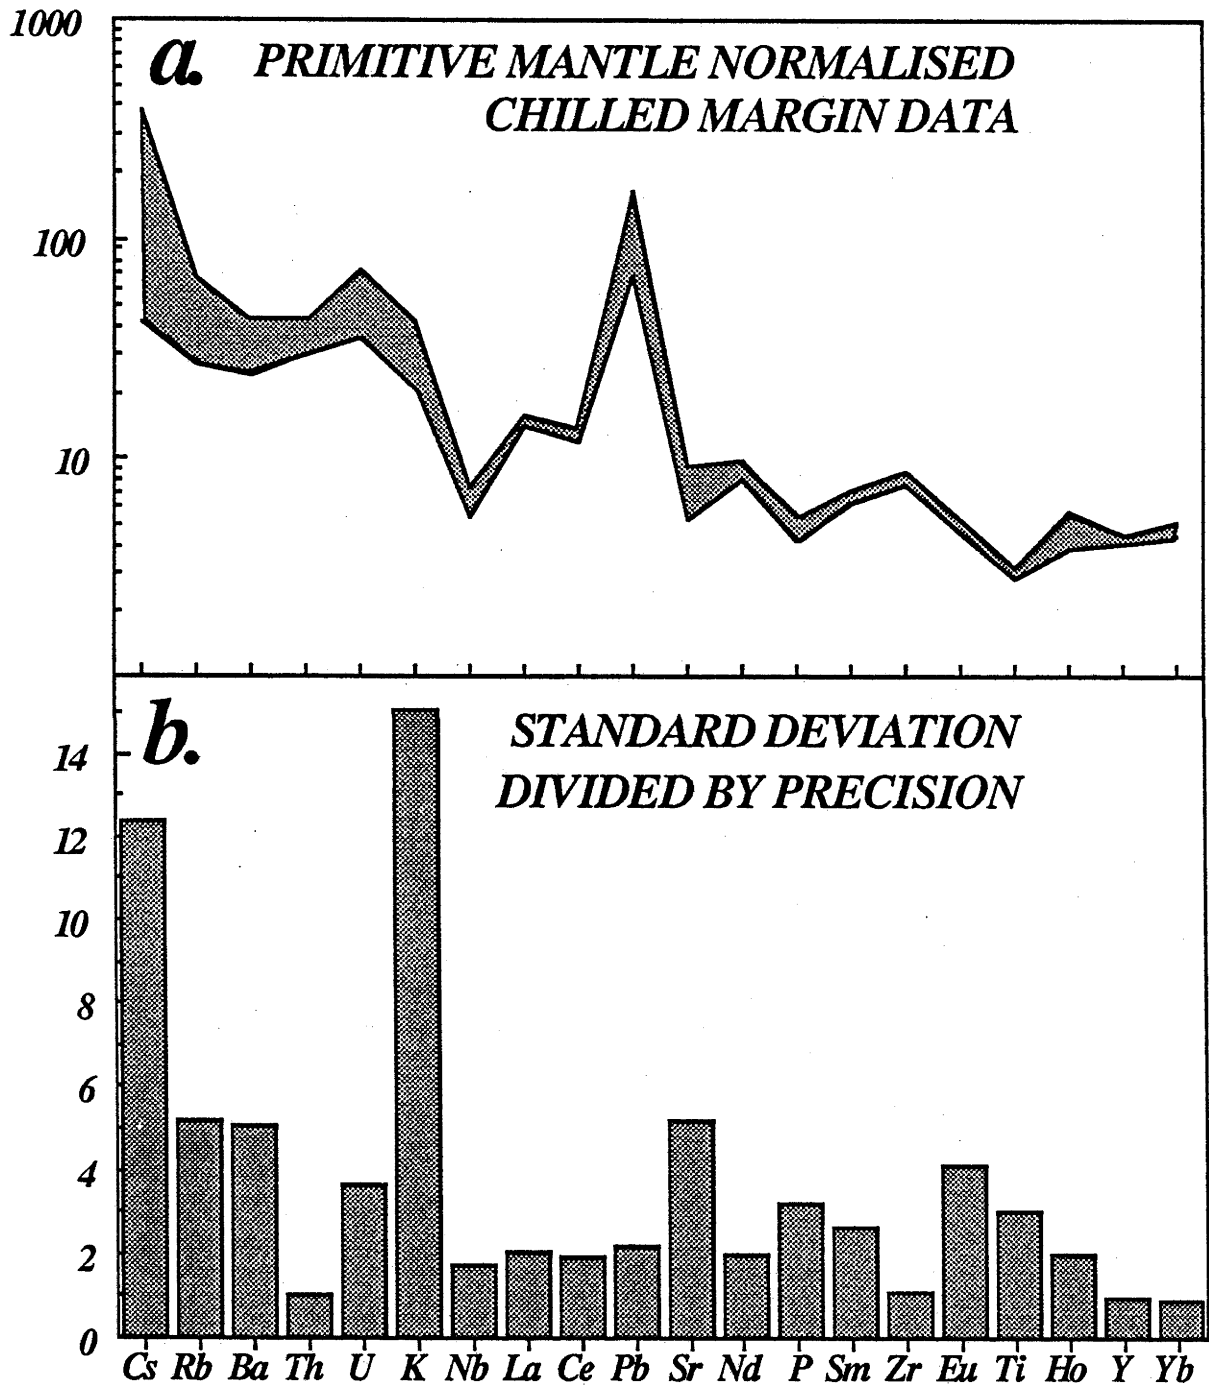 1000
a. PRIMITIVE MANTLE NORMALISED
CHILLED MARGIN DATA
100
10
b. STANDARD DEVIATION
DIVIDED BY PRECISION
14
12
10
8
6
4
2
0
Cs Rb Ba Th U K Nb La Ce Pb Sr Nd P Sm Zr Eu Ti Ho Y Yb